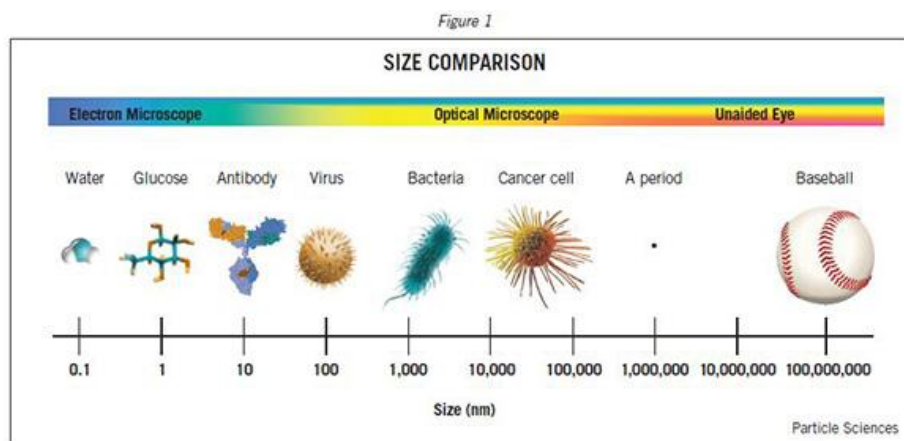 Figure 1
SIZE COMPARISON
Electron Microscope Optical Microscope Unaided Eye
Water Glucose Antibody Virus Bacteria Cancer cell A period Baseball
0.1 1 10 100 1,000 10,000 100,000 1,000,000 10,000,000 100,000,000
Size (nm)
Particle Sciences